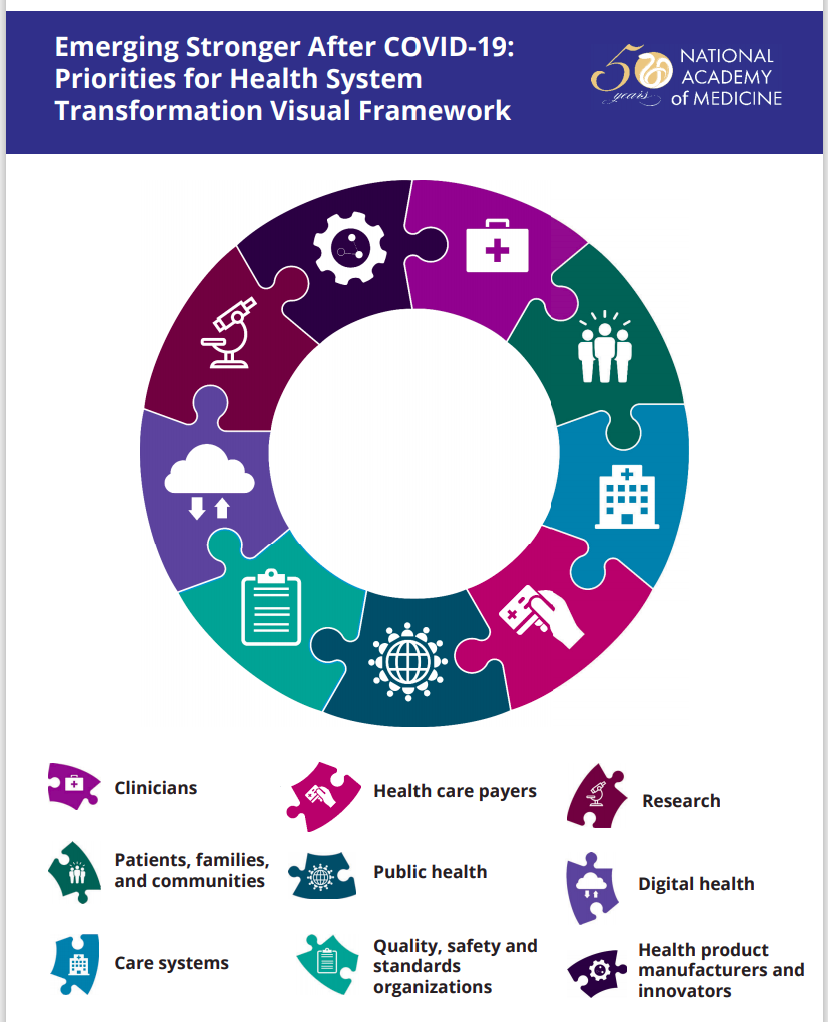 Emerging Stronger After COVID-19:
Priorities for Health System
Transformation Visual Framework
50
years
NATIONAL
ACADEMY
of MEDICINE
Clinicians
Health care payers
Research
Patients, families,
and communities
Public health
Digital health
Care systems
Quality, safety and
standards
organizations
Health product
manufacturers and
innovators